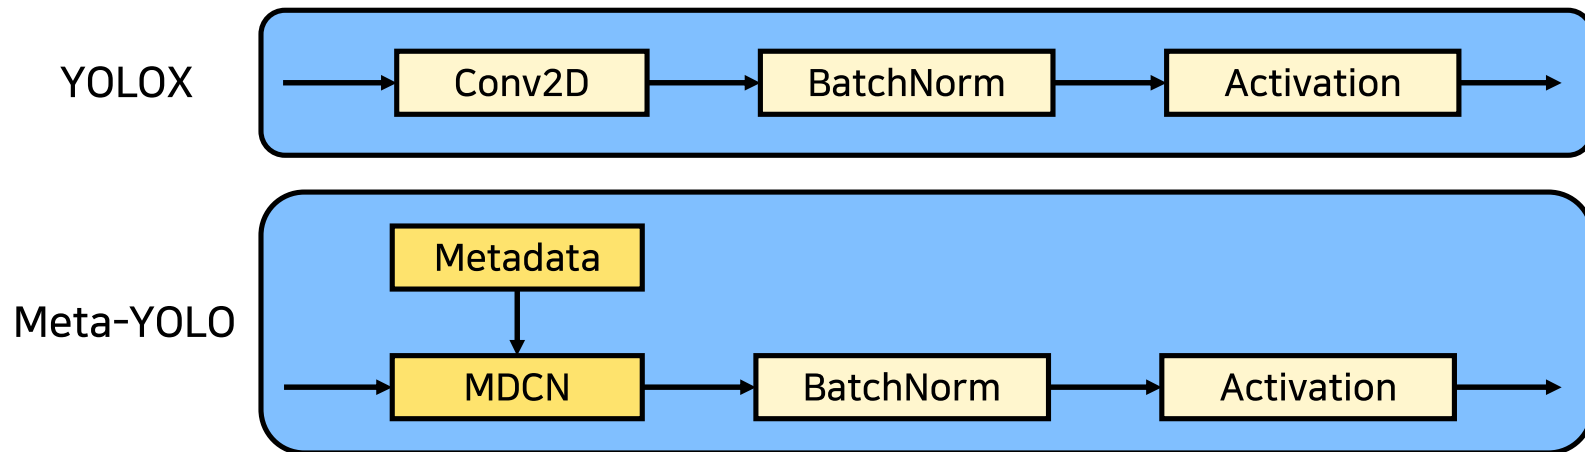 YOLOX
Conv2D
BatchNorm
Activation
Meta-YOLO
Metadata
MDCN
BatchNorm
Activation